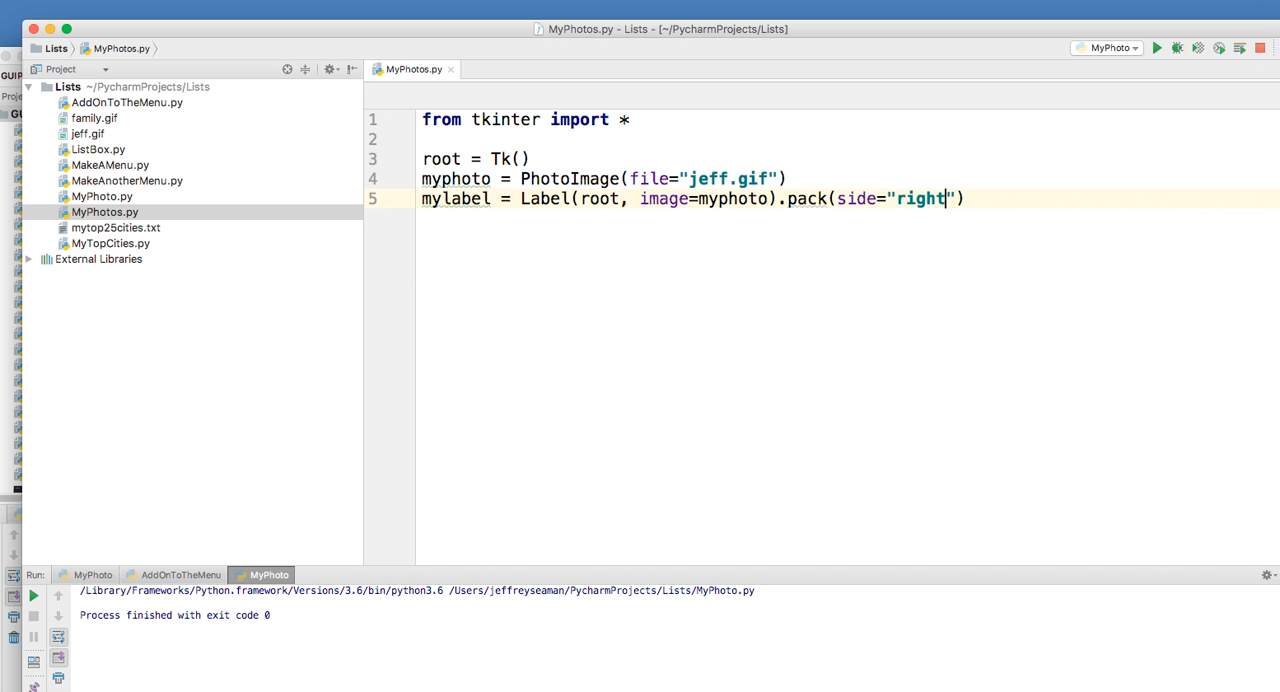 MyPhotos.py - Lists - [~/PycharmProjects/Lists]
Lists MyPhotos.py
MyPhoto
GUIP
Project
MyPhotos.py
Proje
Lists ~/PycharmProjects/Lists
GU
AddOnToTheMenu.py
family.gif
jeff.gif
ListBox.py
MakeAMenu.py
MakeAnotherMenu.py
MyPhoto.py
MyPhotos.py
mytop25cities.txt
MyTopCities.py
External Libraries
1 from tkinter import *
2
3 root = Tk()
4 myphoto = PhotoImage(file="jeff.gif")
5 mylabel = Label(root, image=myphoto).pack(side="right")
Run: MyPhoto AddOnToTheMenu MyPhoto
/Library/Frameworks/Python.framework/Versions/3.6/bin/python3.6 /Users/jeffreyseaman/PycharmProjects/Lists/MyPhoto.py
Process finished with exit code 0